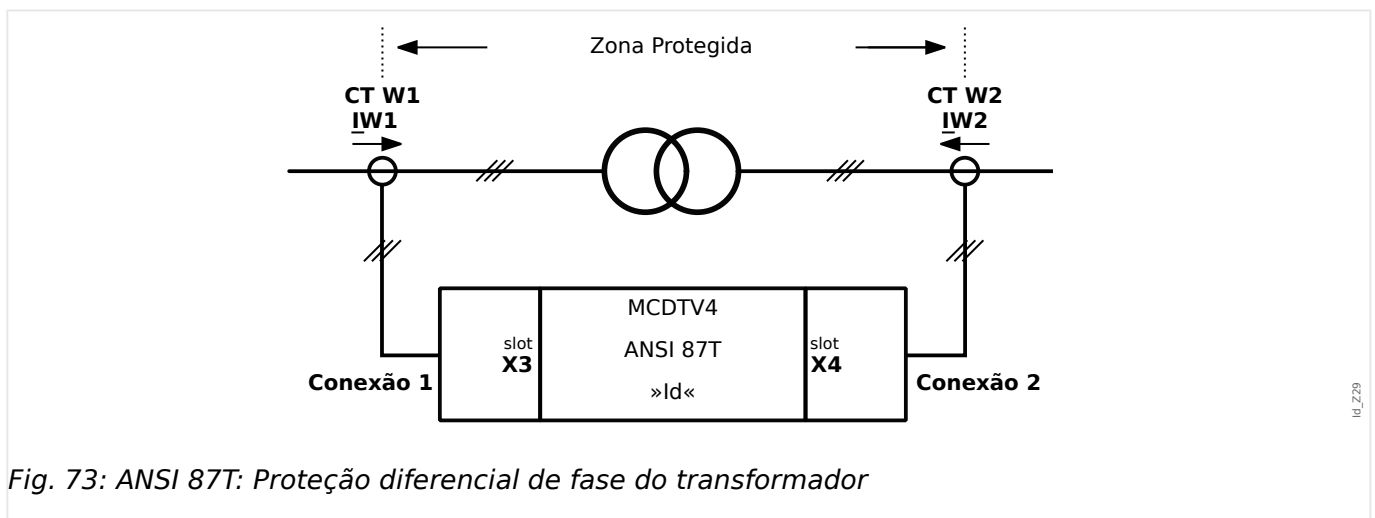 Zona Protegida
CT W1
IW1
CT W2
IW2
MCDTV4
ANSI 87T
»Id«
slot
X3
slot
X4
Conexão 1
Conexão 2
Id_Z29
Fig. 73: ANSI 87T: Proteção diferencial de fase do transformador